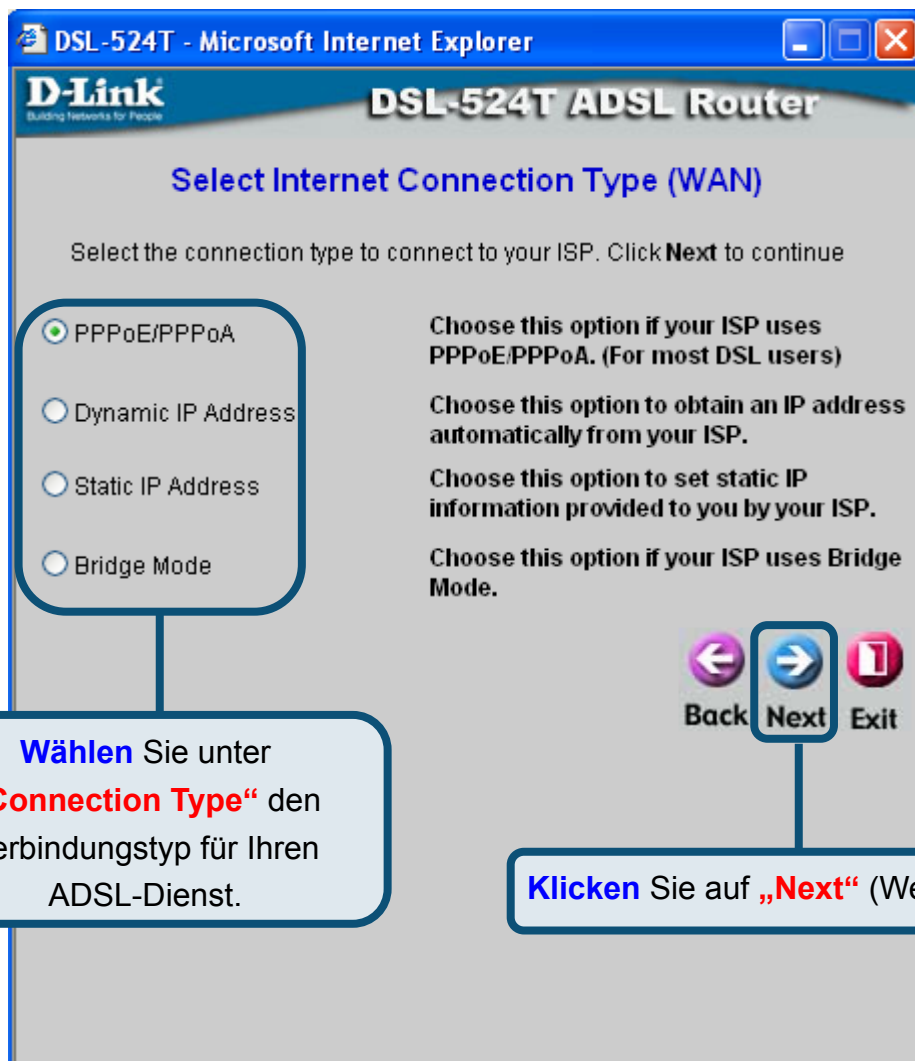 DSL-524T - Microsoft Internet Explorer
D-Link
Building Networks for People
DSL-524T ADSL Router
Select Internet Connection Type (WAN)
Select the connection type to connect to your ISP. Click Next to continue
PPPoE/PPPoA
Choose this option if your ISP uses
PPPoE/PPPoA. (For most DSL users)
Dynamic IP Address
Choose this option to obtain an IP address
automatically from your ISP.
Static IP Address
Choose this option to set static IP
information provided to you by your ISP.
Bridge Mode
Choose this option if your ISP uses Bridge
Mode.
Back Next Exit
Wählen Sie unter
Connection Type“ den
erbindungstyp für Ihren
ADSL-Dienst.
Klicken Sie auf „Next“ (We